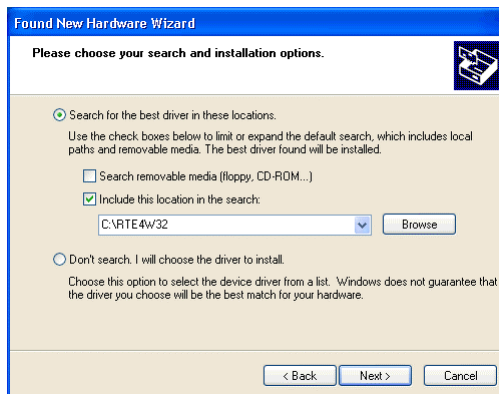 Found New Hardware Wizard
Please choose your search and installation options.
Search for the best driver in these locations.
Use the check boxes below to limit or expand the default search, which includes local
paths and removable media. The best driver found will be installed.
Search removable media (floppy, CD-ROM...)
Include this location in the search:
C:\RTE4W32
Browse
Don't search. I will choose the driver to install.
Choose this option to select the device driver from a list. Windows does not guarantee that
the driver you choose will be the best match for your hardware.
< Back
Next >
Cancel